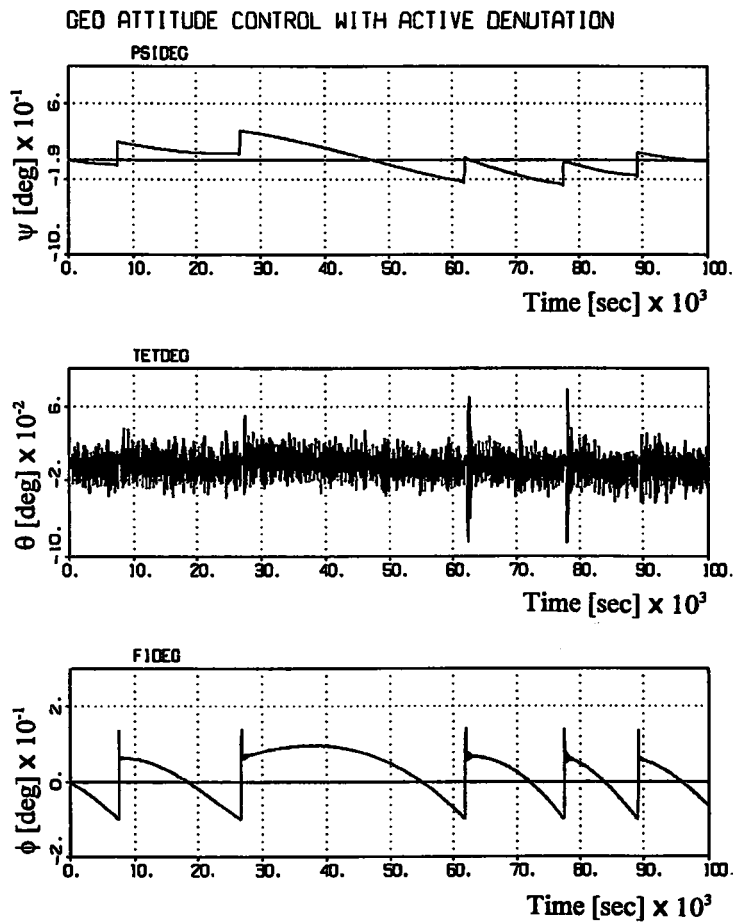 GEO ATTITUDE CONTROL WITH ACTIVE DENUTATION
PSIDEG
ψ [deg] x 10⁻¹
6.
-1.9
-1.9
-10.
0. 10. 20. 30. 40. 50. 60. 70. 80. 90. 100.
Time [sec] x 10³
TETDEG
θ [deg] x 10⁻²
6.
-2.
-10.
0. 10. 20. 30. 40. 50. 60. 70. 80. 90. 100.
Time [sec] x 10³
FIDEG
ϕ [deg] x 10⁻¹
2.
0.
-2.
0. 10. 20. 30. 40. 50. 60. 70. 80. 90. 100.
Time [sec] x 10³